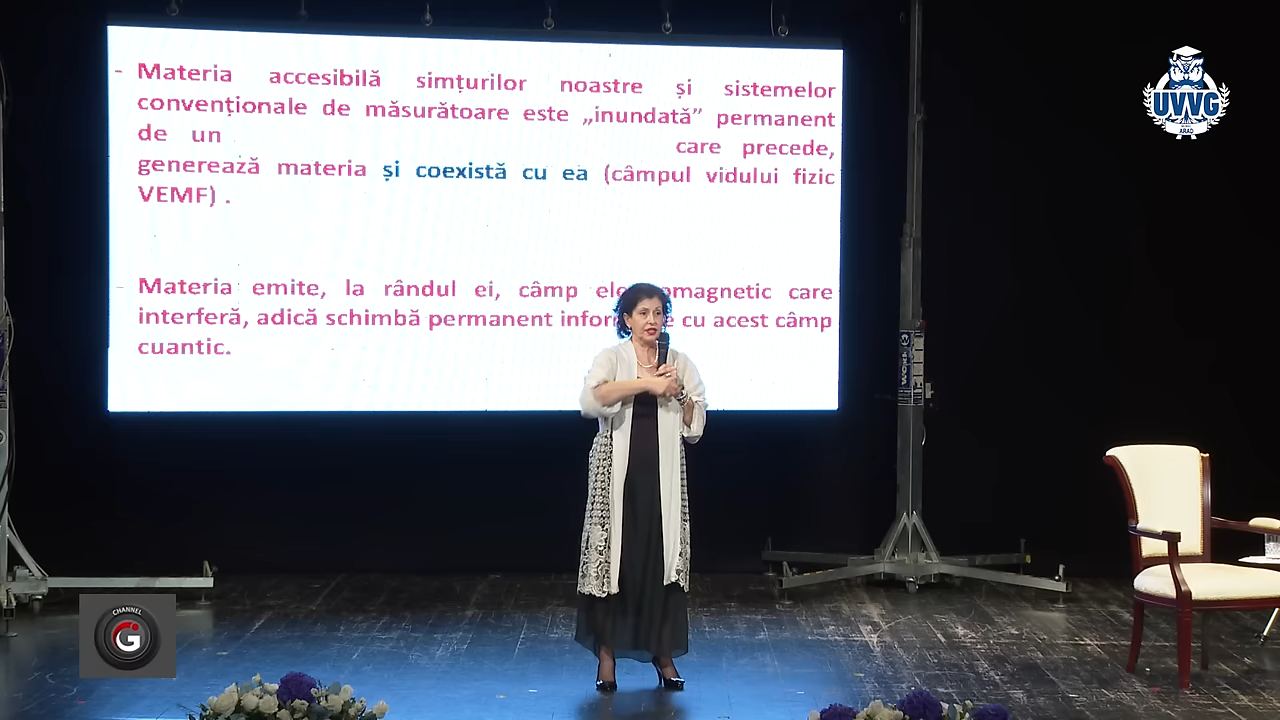 - Materia accesibilă simțurilor noastre și sistemelor
convenționale de măsurătoare este „inundată” permanent
de un care precede,
generează materia și coexistă cu ea (câmpul vidului fizic
VEMF) .
- Materia emite, la rândul ei, câmp care
interferă, adică schimbă permanent cu acest câmp
cuantic.
UVVG
ARAD
CHANNEL
G